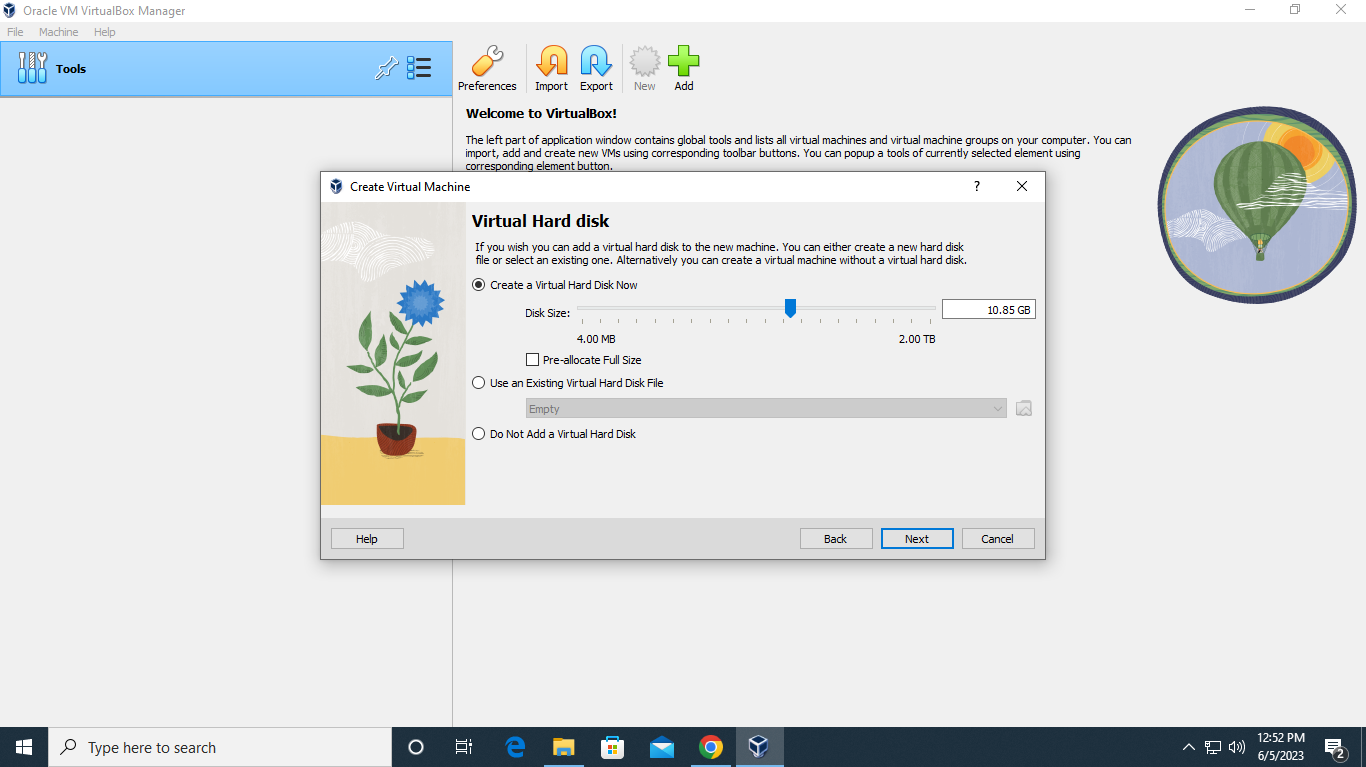 Oracle VM VirtualBox Manager
File Machine Help
Tools
Preferences Import Export New Add
Welcome to VirtualBox!
The left part of application window contains global tools and lists all virtual machines and virtual machine groups on your computer. You can
import, add and create new VMs using corresponding toolbar buttons. You can popup a tools of currently selected element using
corresponding element button.
Create Virtual Machine ?
Virtual Hard disk
If you wish you can add a virtual hard disk to the new machine. You can either create a new hard disk
file or select an existing one. Alternatively you can create a virtual machine without a virtual hard disk.
Create a Virtual Hard Disk Now
Disk Size: 10.85 GB
4.00 MB 2.00 TB
Pre-allocate Full Size
Use an Existing Virtual Hard Disk File
Empty
Do Not Add a Virtual Hard Disk
Help Back Next Cancel
Type here to search
12:52 PM
6/5/2023
2